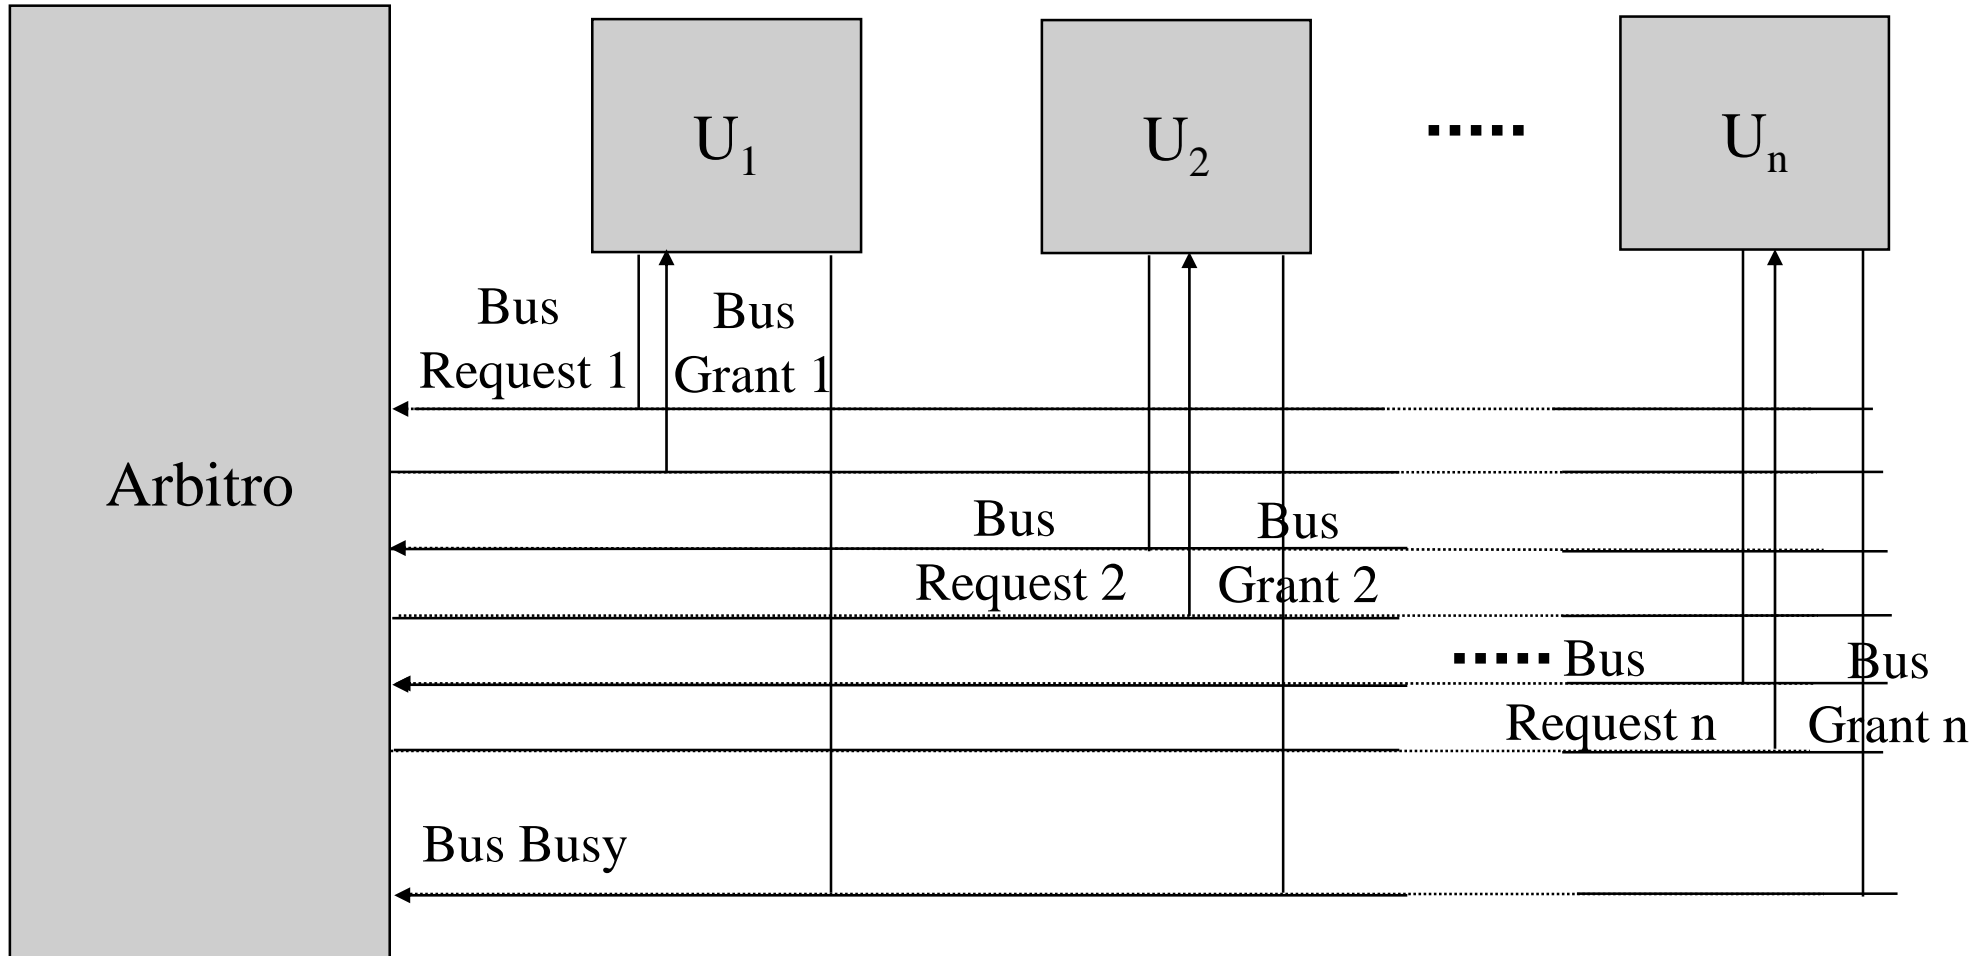 U1
U2
Un
Bus
Request 1
Bus
Grant 1
Arbitro
Bus
Request 2
Bus
Grant 2
Bus
Request n
Bus
Grant n
Bus Busy